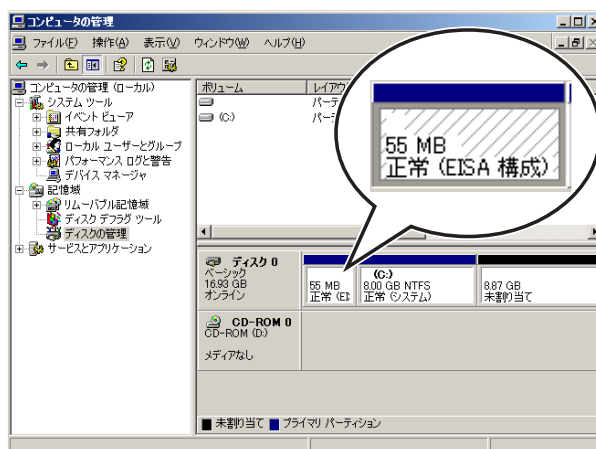 コンピュータの管理
ファイル(F) 操作(A) 表示(V) ウィンドウ(W) ヘルプ(H)
コンピュータの管理 (ローカル)
システム ツール
イベント ビューア
共有フォルダ
ローカル ユーザーとグループ
パフォーマンス ログと警告
デバイス マネージャ
記憶域
リムーバブル記憶域
ディスク デフラグ ツール
ディスクの管理
サービスとアプリケーション
ボリューム レイアウ
パーテ
(C:) パーテ
55 MB
正常 (EISA 構成)
ディスク 0
ベーシック
16.93 GB
オンライン
55 MB
正常 (EI
(C:)
8.00 GB NTFS
正常 (システム)
8.87 GB
未割り当て
CD-ROM 0
CD-ROM (D:)
メディアなし
未割り当て プライマリ パーティション